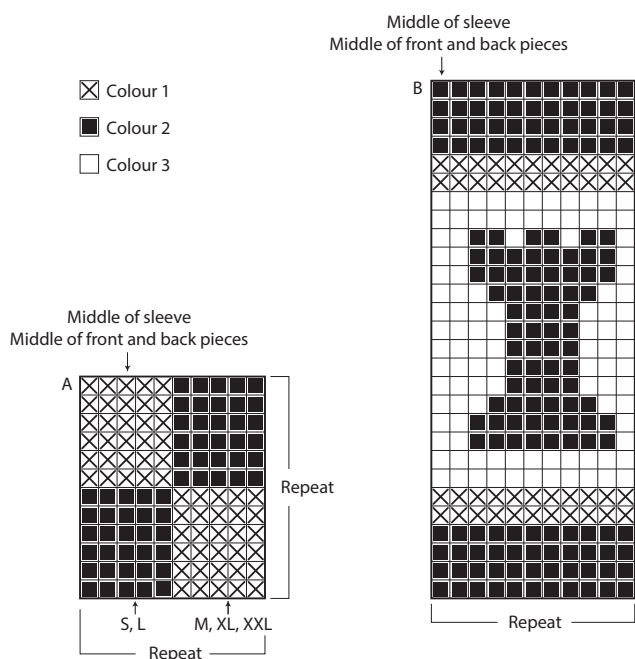 Middle of sleeve
Middle of front and back pieces
B
Colour 1
Colour 2
Colour 3
Middle of sleeve
Middle of front and back pieces
A
Repeat
S, L
M, XL, XXL
Repeat
Repeat